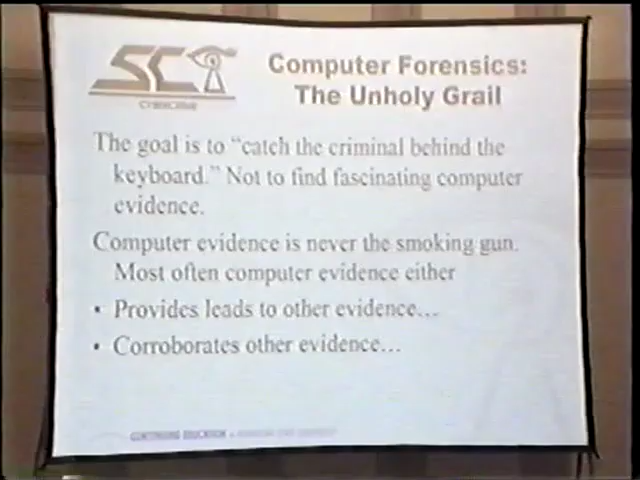 SCI
Computer Forensics:
The Unholy Grail
The goal is to “catch the criminal behind the
keyboard.” Not to find fascinating computer
evidence.
Computer evidence is never the smoking gun.
Most often computer evidence either
• Provides leads to other evidence…
• Corroborates other evidence…
CONTINUING EDUCATION